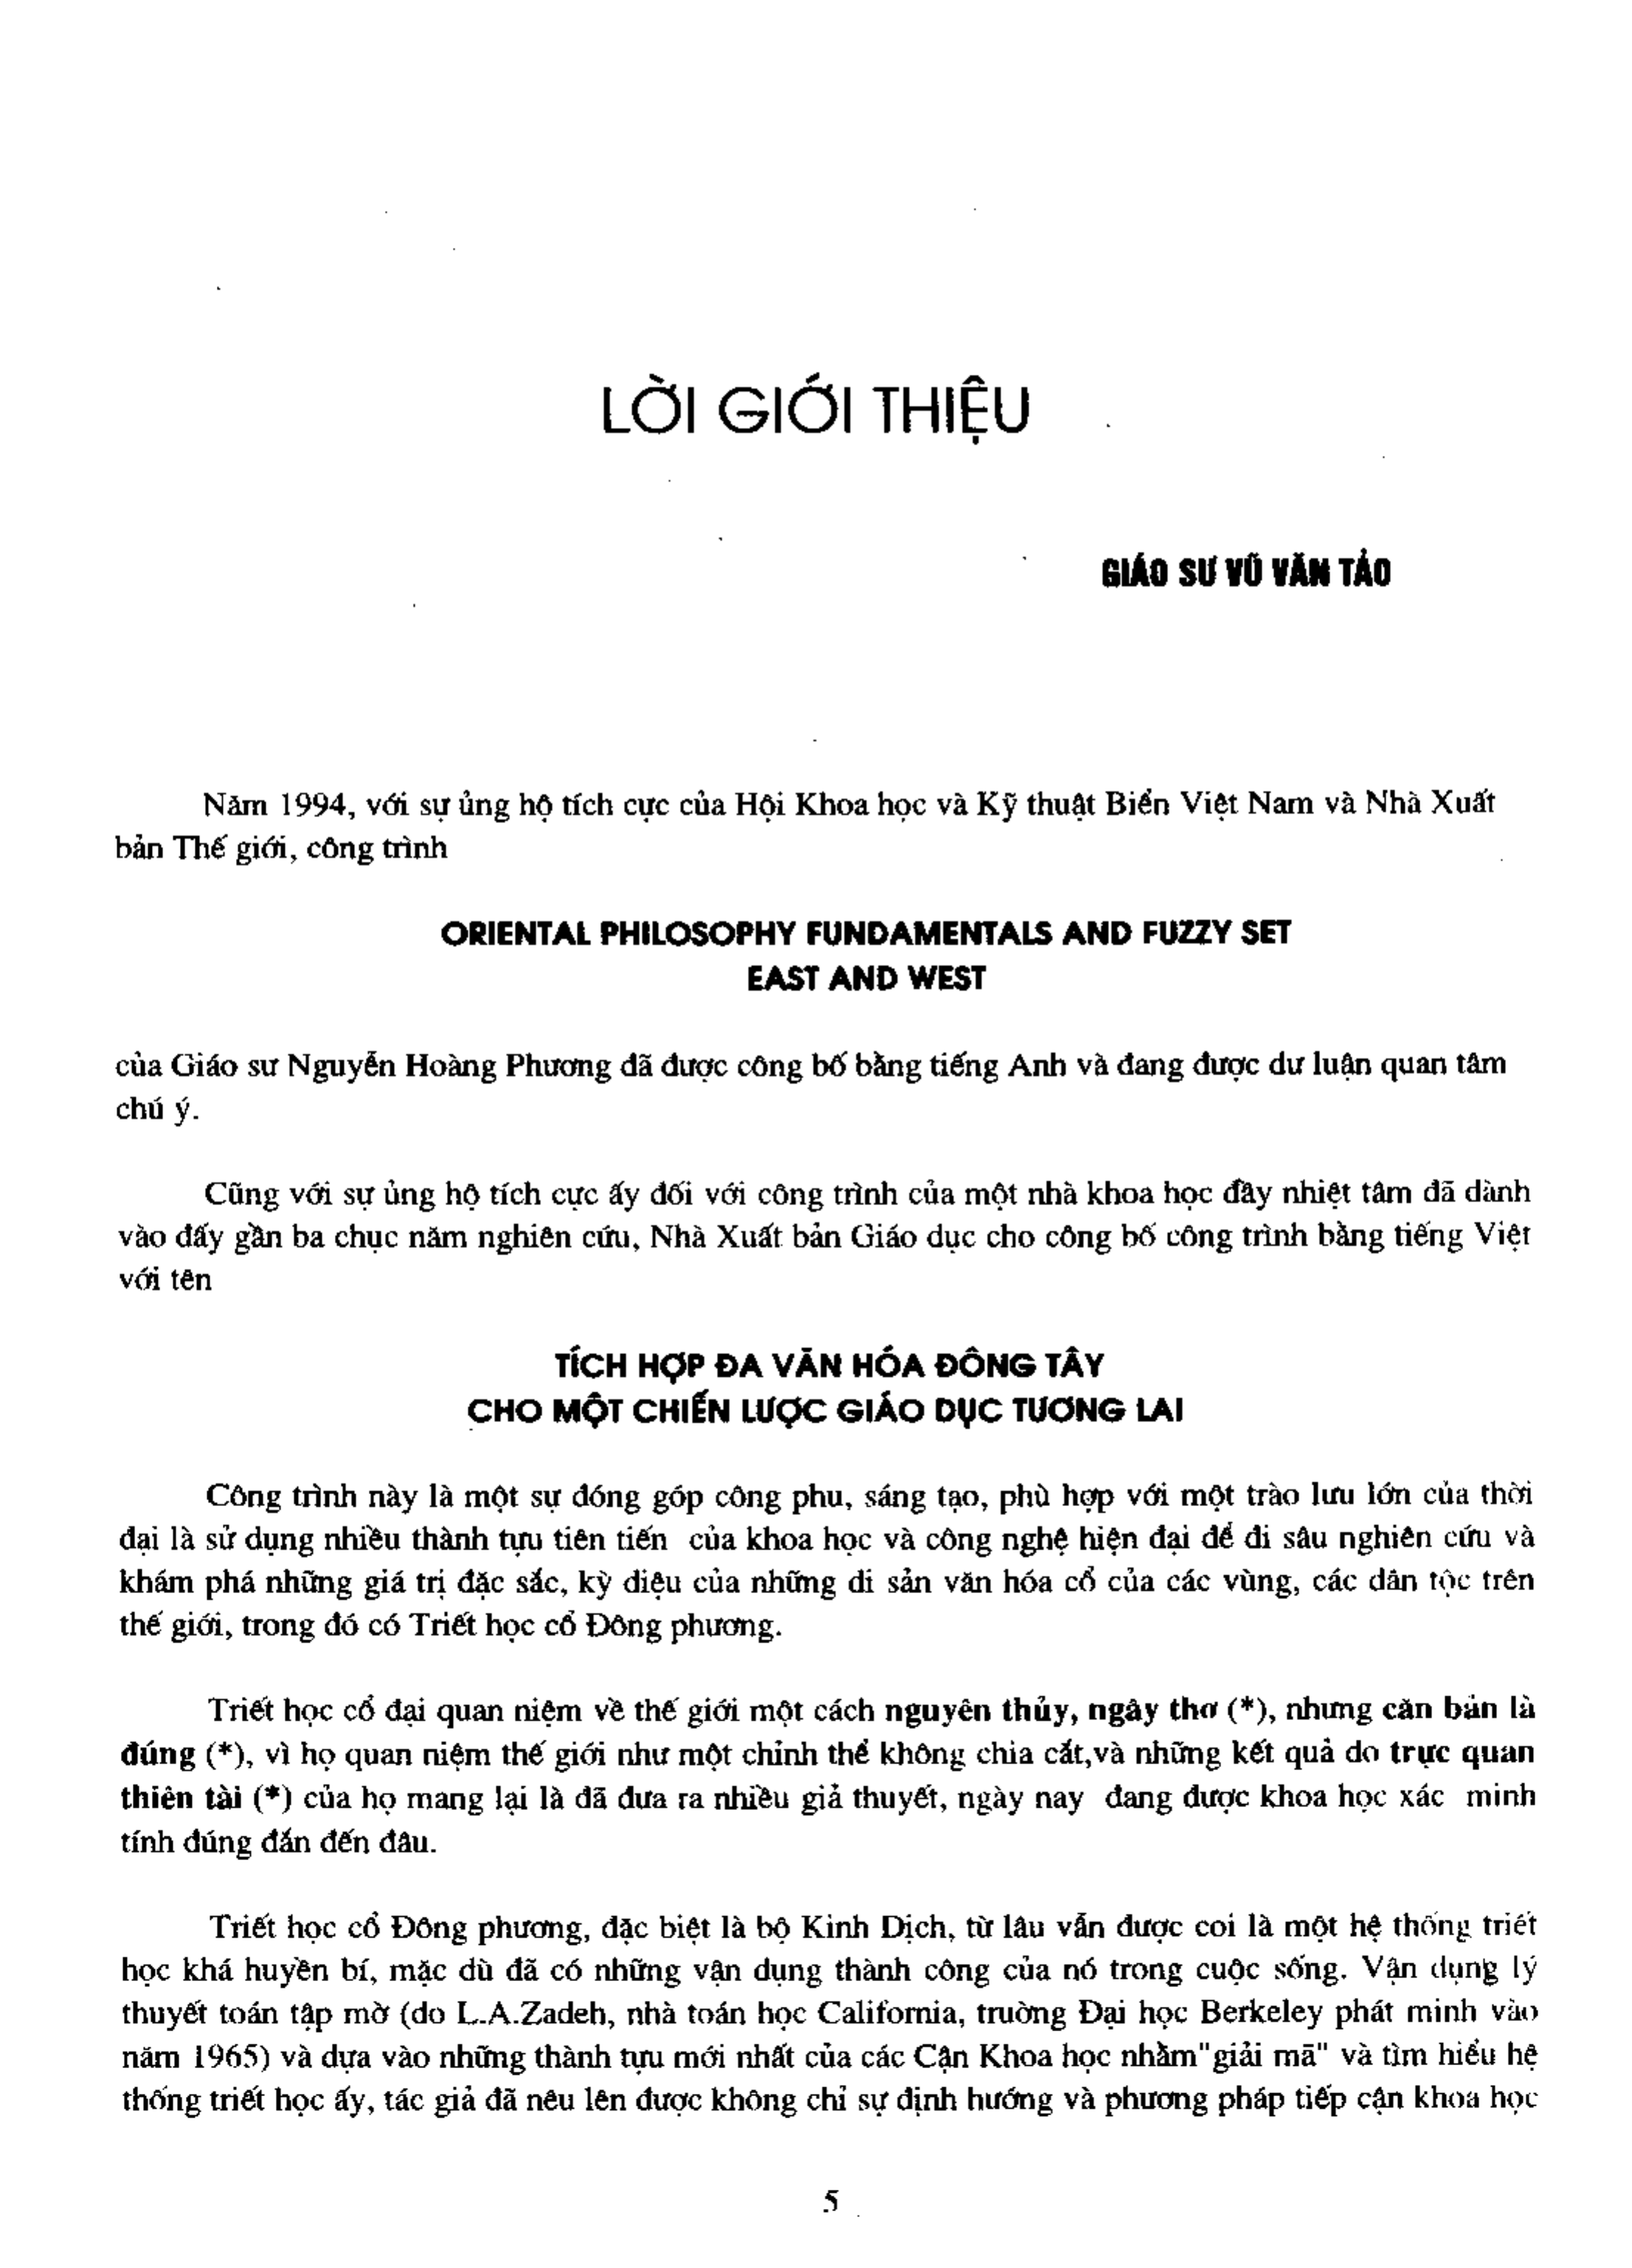 LỜI GIỚI THIỆU
GIÁO SƯ VŨ VĂN TẢO
Năm 1994, với sự ủng hộ tích cực của Hội Khoa học và Kỹ thuật Biển Việt Nam và Nhà Xuất
bản Thế giới, công trình
ORIENTAL PHILOSOPHY FUNDAMENTALS AND FUZZY SET
EAST AND WEST
của Giáo sư Nguyễn Hoàng Phương đã được công bố bằng tiếng Anh và đang được dư luận quan tâm
chú ý.
Cũng với sự ủng hộ tích cực ấy đối với công trình của một nhà khoa học đầy nhiệt tâm đã dành
vào đấy gần ba chục năm nghiên cứu, Nhà Xuất bản Giáo dục cho công bố công trình bằng tiếng Việt
với tên
TÍCH HỢP ĐA VĂN HÓA ĐÔNG TÂY
CHO MỘT CHIẾN LƯỢC GIÁO DỤC TƯƠNG LAI
Công trình này là một sự đóng góp công phu, sáng tạo, phù hợp với một trào lưu lớn của thời
đại là sử dụng nhiều thành tựu tiên tiến của khoa học và công nghệ hiện đại để đi sâu nghiên cứu và
khám phá những giá trị đặc sắc, kỳ diệu của những di sản văn hóa cổ của các vùng, các dân tộc trên
thế giới, trong đó có Triết học cổ Đông phương.
Triết học cổ đại quan niệm về thế giới một cách nguyên thủy, ngây thơ (*), nhưng căn bản là
đúng (*), vì họ quan niệm thế giới như một chỉnh thể không chia cắt,và những kết quả do trực quan
thiên tài (*) của họ mang lại là đã đưa ra nhiều giả thuyết, ngày nay đang được khoa học xác minh
tính đúng đắn đến đâu.
Triết học cổ Đông phương, đặc biệt là bộ Kinh Dịch, từ lâu vẫn được coi là một hệ thống triết
học khá huyền bí, mặc dù đã có những vận dụng thành công của nó trong cuộc sống. Vận dụng lý
thuyết toán tập mờ (do L.A.Zadeh, nhà toán học California, truờng Đại học Berkeley phát minh vào
năm 1965) và dựa vào những thành tựu mới nhất của các Cận Khoa học nhằm"giải mã" và tìm hiểu hệ
thống triết học ấy, tác giả đã nêu lên được không chỉ sự định hướng và phương pháp tiếp cận khoa học
5